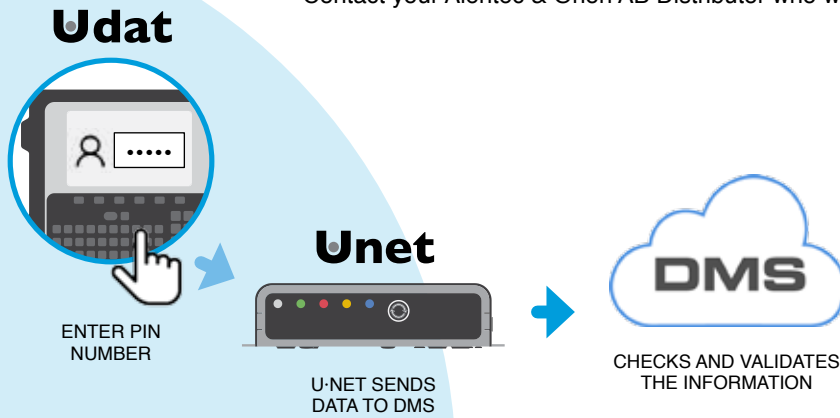 Udat
ENTER PIN
NUMBER
Unet
U·NET SENDS
DATA TO DMS
DMS
CHECKS AND VALIDATES
THE INFORMATION